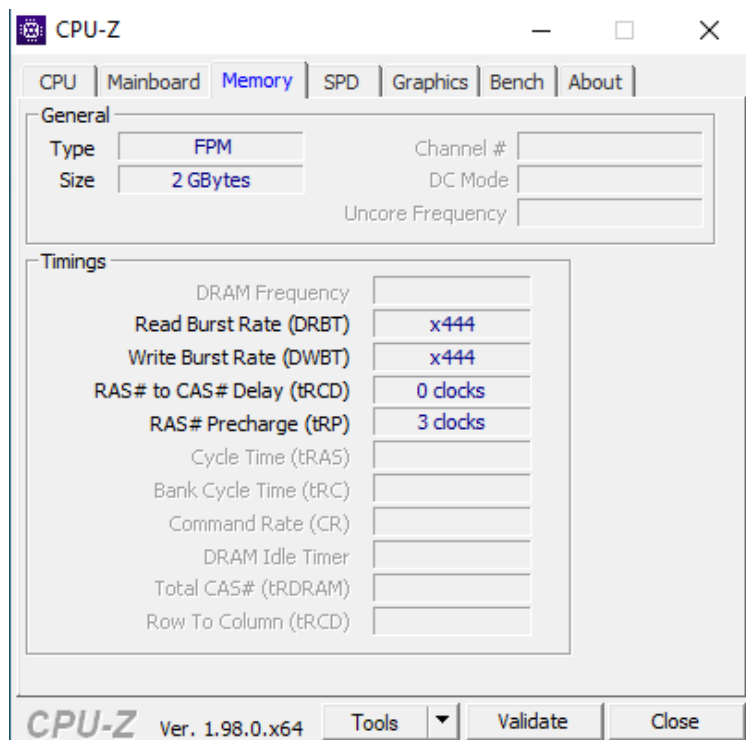 CPU-Z
CPU Mainboard Memory SPD Graphics Bench About
General
Type FPM Channel #
Size 2 GBytes DC Mode
Uncore Frequency
Timings
DRAM Frequency
Read Burst Rate (DRBT) x444
Write Burst Rate (DWBT) x444
RAS# to CAS# Delay (tRCD) 0 clocks
RAS# Precharge (tRP) 3 clocks
Cycle Time (tRAS)
Bank Cycle Time (tRC)
Command Rate (CR)
DRAM Idle Timer
Total CAS# (tRDRAM)
Row To Column (tRCD)
CPU-Z Ver. 1.98.0.x64 Tools Validate Close